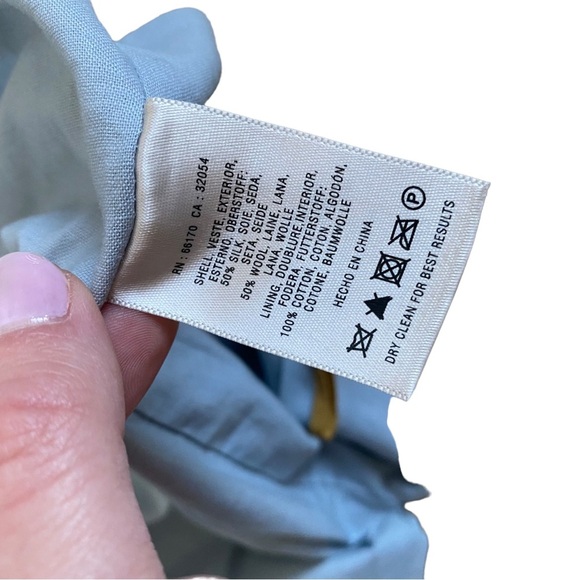 RN: 66170 CA: 32054
SHELL, VESTE, EXTERIOR,
ESTERNO, OBERSTOFF:
50% SILK, SOIE, SEDA,
SETA, SEIDE
50% WOOL, LAINE, LANA,
LANA, WOLLE
LINING, DOUBLURE, INTERIOR,
FODERA, FUTTERSTOFF:
100% COTTON, COTON, ALGODÓN,
COTONE, BAUMWOLLE
HECHO EN CHINA
P
DRY CLEAN FOR BEST RESULTS